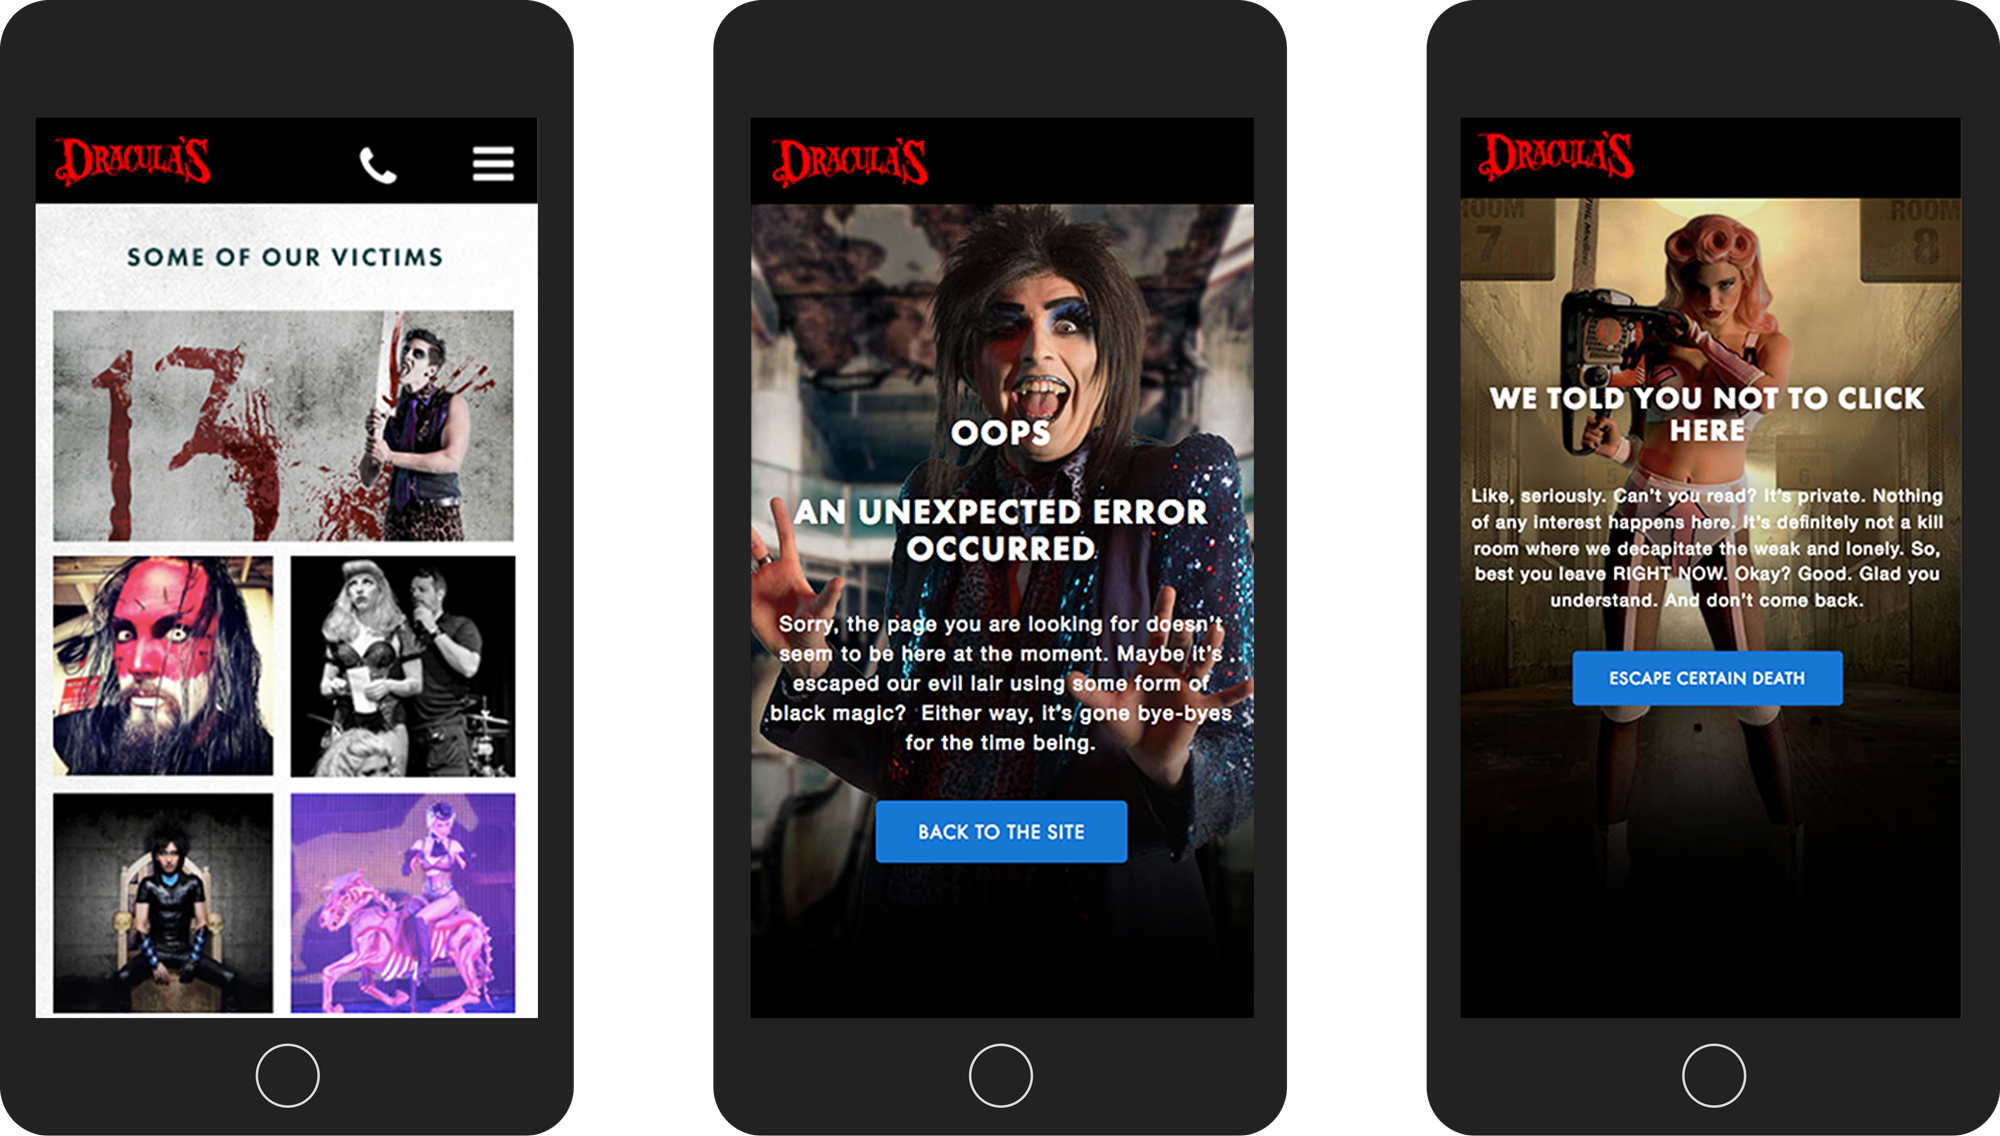 DRACULA'S
SOME OF OUR VICTIMS
13
DRACULA'S
OOPS
AN UNEXPECTED ERROR
OCCURRED
Sorry, the page you are looking for doesn't
seem to be here at the moment. Maybe it's
escaped our evil lair using some form of
black magic?  Either way, it's gone bye-byes
for the time being.
BACK TO THE SITE
DRACULA'S
ROOM
7
ROOM
8
WE TOLD YOU NOT TO CLICK
HERE
ROOM
6
Like, seriously. Can't you read? It's private. Nothing
of any interest happens here. It's definitely not a kill
room where we decapitate the weak and lonely. So,
best you leave RIGHT NOW. Okay? Good. Glad you
understand. And don't come back.
ESCAPE CERTAIN DEATH